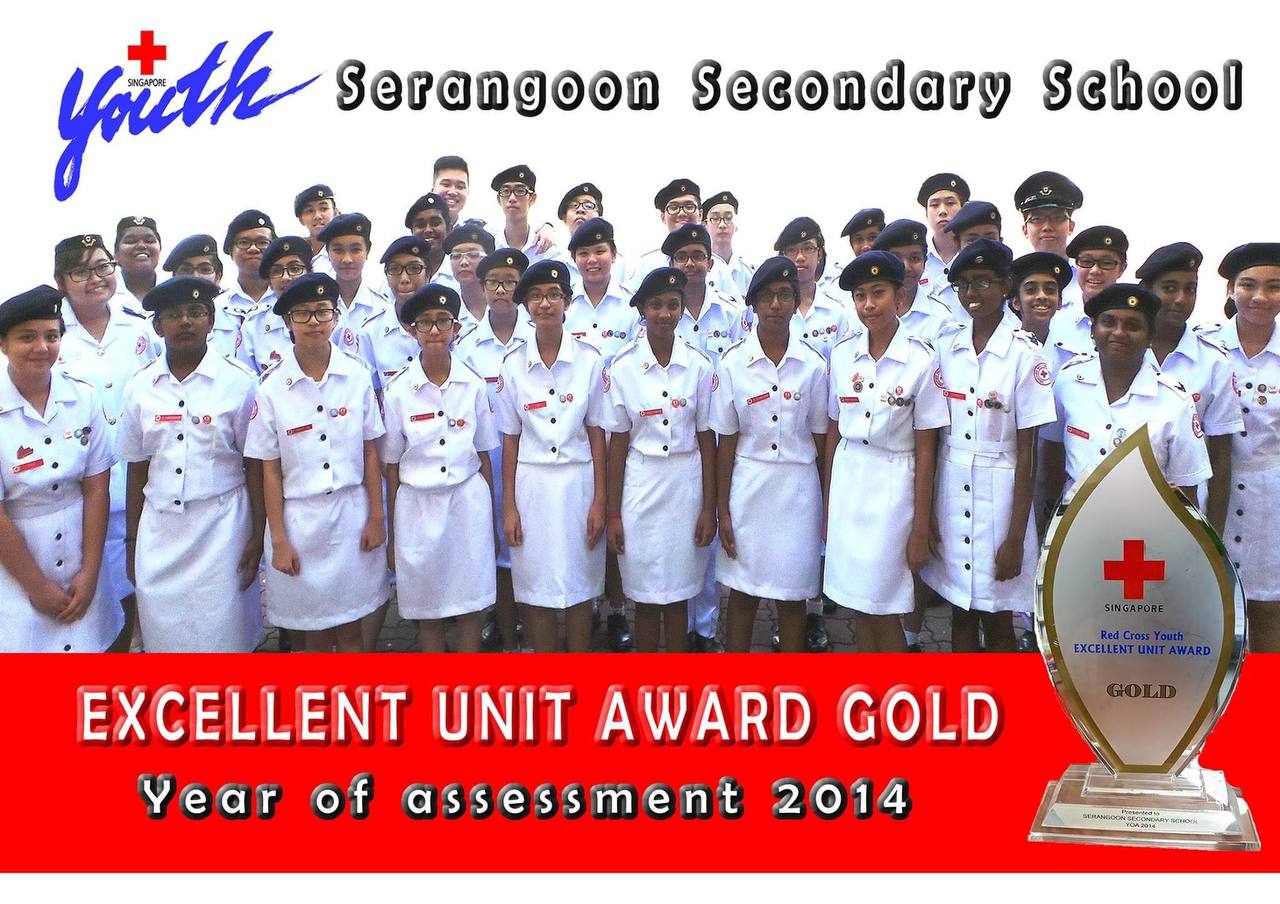 SINGAPORE
Youth
Serangoon Secondary School
EXCELLENT UNIT AWARD GOLD
Year of assessment 2014
SINGAPORE
Red Cross Youth
EXCELLENT UNIT AWARD
GOLD
Presented to
SERANGOON SECONDARY SCHOOL
YOA 2014